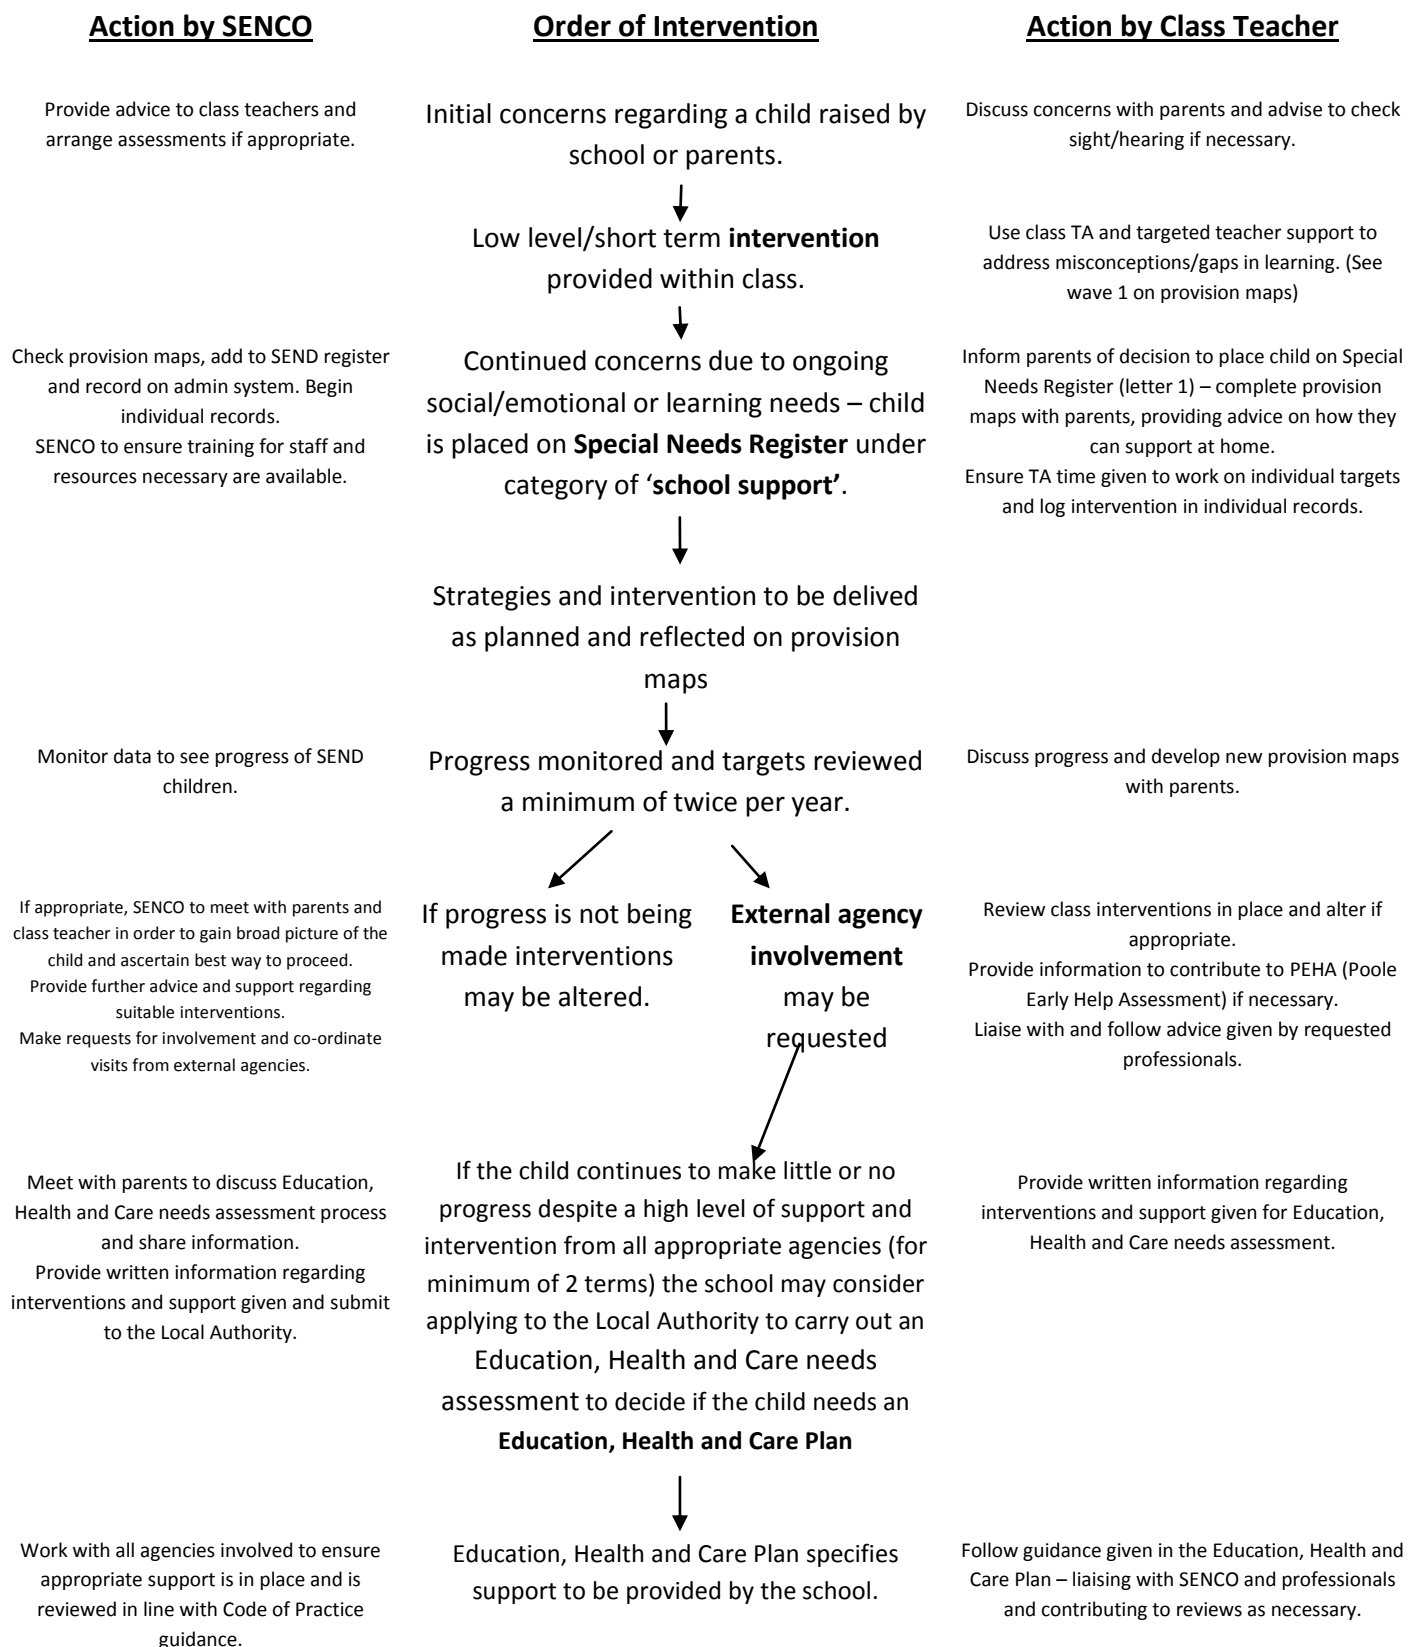 Action by SENCO
Order of Intervention
Action by Class Teacher
Provide advice to class teachers and
arrange assessments if appropriate.
Initial concerns regarding a child raised by
school or parents.
Discuss concerns with parents and advise to check
sight/hearing if necessary.
Low level/short term intervention
provided within class.
Use class TA and targeted teacher support to
address misconceptions/gaps in learning. (See
wave 1 on provision maps)
Check provision maps, add to SEND register
and record on admin system. Begin
individual records.
SENCO to ensure training for staff and
resources necessary are available.
Continued concerns due to ongoing
social/emotional or learning needs – child
is placed on Special Needs Register under
category of ‘school support’.
Inform parents of decision to place child on Special
Needs Register (letter 1) – complete provision
maps with parents, providing advice on how they
can support at home.
Ensure TA time given to work on individual targets
and log intervention in individual records.
Strategies and intervention to be delived
as planned and reflected on provision
maps
Monitor data to see progress of SEND
children.
Progress monitored and targets reviewed
a minimum of twice per year.
Discuss progress and develop new provision maps
with parents.
If appropriate, SENCO to meet with parents and
class teacher in order to gain broad picture of the
child and ascertain best way to proceed.
Provide further advice and support regarding
suitable interventions.
Make requests for involvement and co-ordinate
visits from external agencies.
If progress is not being
made interventions
may be altered.
External agency
involvement
may be
requested
Review class interventions in place and alter if
appropriate.
Provide information to contribute to PEHA (Poole
Early Help Assessment) if necessary.
Liaise with and follow advice given by requested
professionals.
Meet with parents to discuss Education,
Health and Care needs assessment process
and share information.
Provide written information regarding
interventions and support given and submit
to the Local Authority.
If the child continues to make little or no
progress despite a high level of support and
intervention from all appropriate agencies (for
minimum of 2 terms) the school may consider
applying to the Local Authority to carry out an
Education, Health and Care needs
assessment to decide if the child needs an
Education, Health and Care Plan
Provide written information regarding
interventions and support given for Education,
Health and Care needs assessment.
Work with all agencies involved to ensure
appropriate support is in place and is
reviewed in line with Code of Practice
guidance.
Education, Health and Care Plan specifies
support to be provided by the school.
Follow guidance given in the Education, Health and
Care Plan – liaising with SENCO and professionals
and contributing to reviews as necessary.